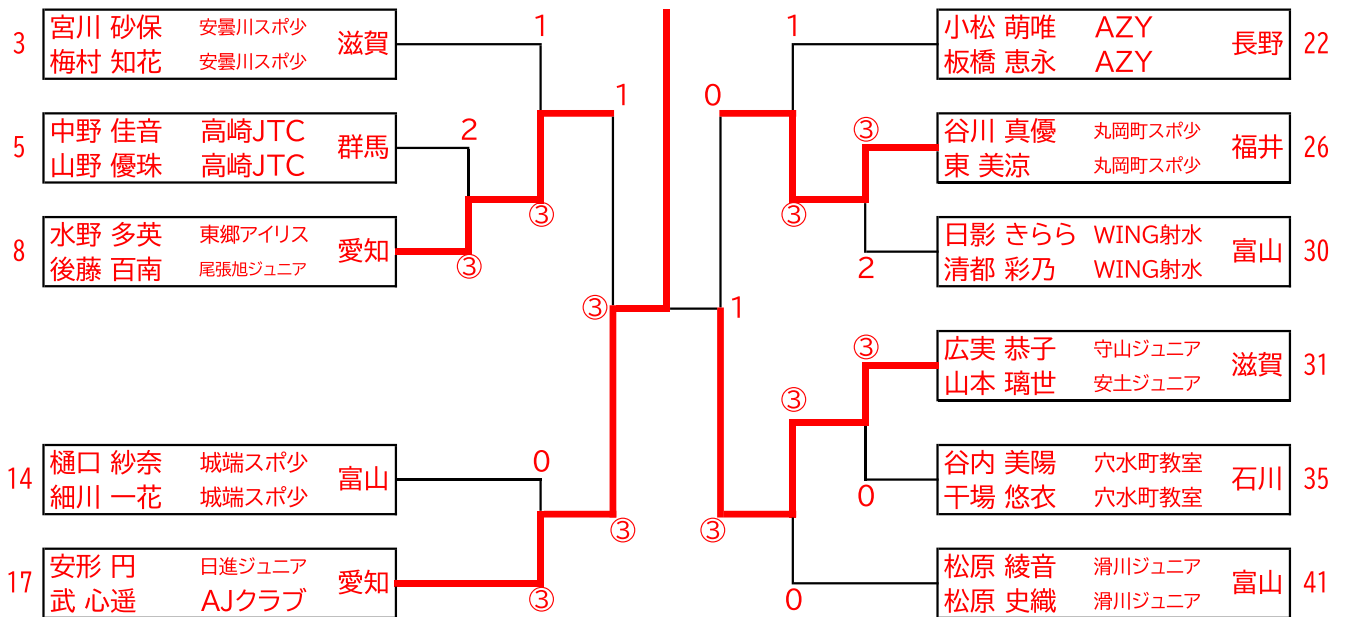 3
宮川 砂保 安曇川スポ少
梅村 知花 安曇川スポ少
滋賀
5
中野 佳音 高崎JTC
山野 優珠 高崎JTC
群馬
8
水野 多英 東郷アイリス
後藤 百南 尾張旭ジュニア
愛知
14
樋口 紗奈 城端スポ少
細川 一花 城端スポ少
富山
17
安形 円 日進ジュニア
武 心遥 AJクラブ
愛知
1
2
③
③
1
③
0
③
③
1
0
③
③
2
1
③
③
0
③
0
小松 萌唯 AZY
板橋 恵永 AZY
長野
22
谷川 真優 丸岡町スポ少
東 美涼 丸岡町スポ少
福井
26
日影 きらら WING射水
清都 彩乃 WING射水
富山
30
広実 恭子 守山ジュニア
山本 璃世 安土ジュニア
滋賀
31
谷内 美陽 穴水町教室
干場 悠衣 穴水町教室
石川
35
松原 綾音 滑川ジュニア
松原 史織 滑川ジュニア
富山
41